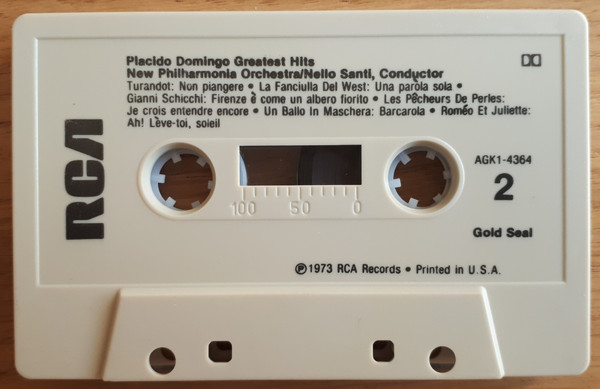 Placido Domingo Greatest Hits
New Philharmonia Orchestra/Nello Santi, Conductor
Turandot: Non piangere • La Fanciulla Del West: Una parola sola •
Gianni Schicchi: Firenze è come un albero fiorito • Les Pêcheurs De Perles:
Je crois entendre encore • Un Ballo In Maschera: Barcarola • Roméo Et Juliette:
Ah! Lève-toi, soleil
RCA
AGK1-4364
2
100 50 0
Gold Seal
℗1973 RCA Records • Printed in U.S.A.